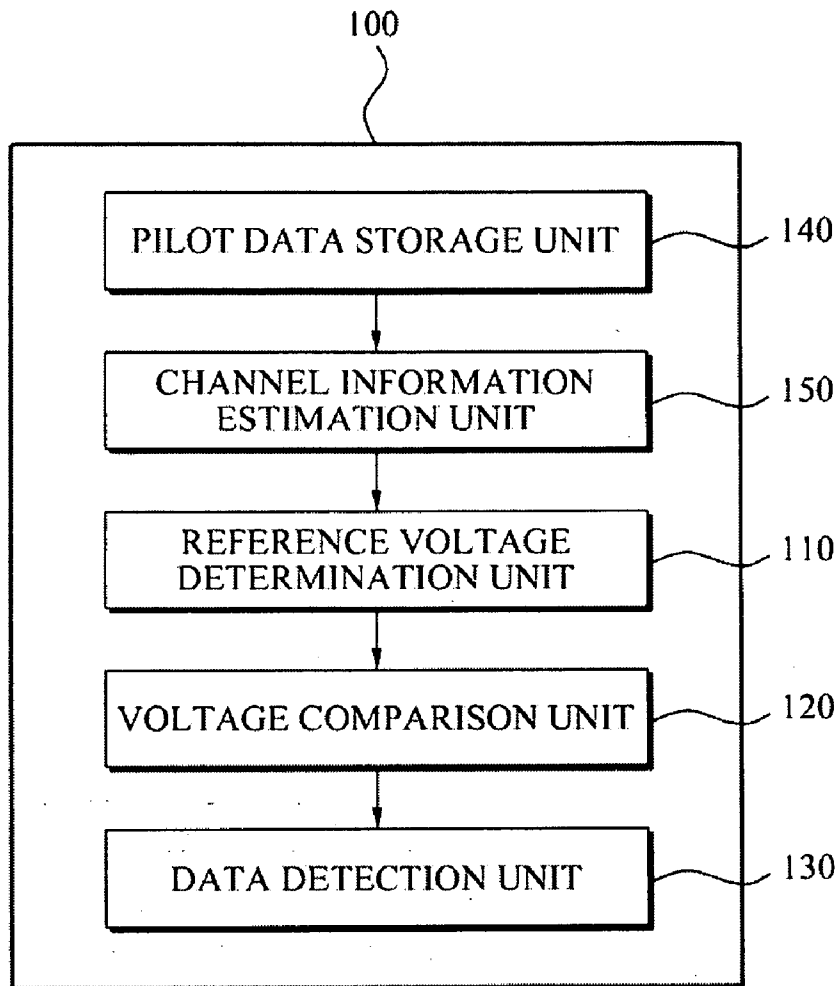 100
PILOT DATA STORAGE UNIT
140
CHANNEL INFORMATION
ESTIMATION UNIT
150
REFERENCE VOLTAGE
DETERMINATION UNIT
110
VOLTAGE COMPARISON UNIT
120
DATA DETECTION UNIT
130